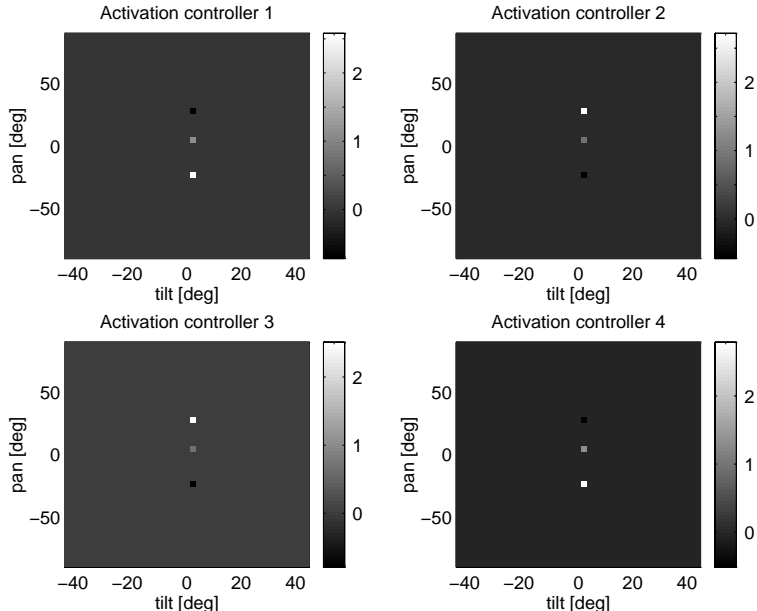 Activation controller 1
pan [deg]
50
0
−50
−40 −20 0 20 40
tilt [deg]
2
1
0
Activation controller 2
pan [deg]
50
0
−50
−40 −20 0 20 40
tilt [deg]
2
1
0
Activation controller 3
pan [deg]
50
0
−50
−40 −20 0 20 40
tilt [deg]
2
1
0
Activation controller 4
pan [deg]
50
0
−50
−40 −20 0 20 40
tilt [deg]
2
1
0